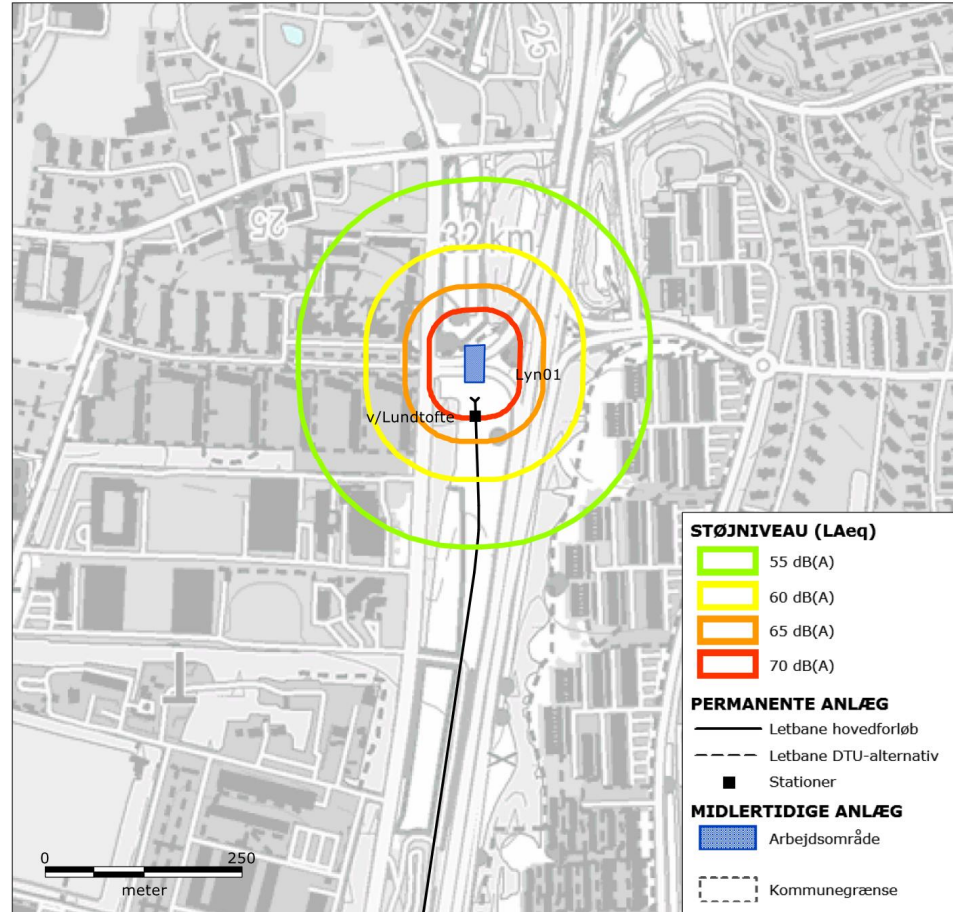 25
25
32 km
Lyn01
v/Lundtofte
STØJNIVEAU (LAeq)
55 dB(A)
60 dB(A)
65 dB(A)
70 dB(A)
PERMANENTE ANLÆG
Letbane hovedforløb
Letbane DTU-alternativ
Stationer
MIDLERTIDIGE ANLÆG
Arbejdsområde
Kommunegrænse
0 250
meter